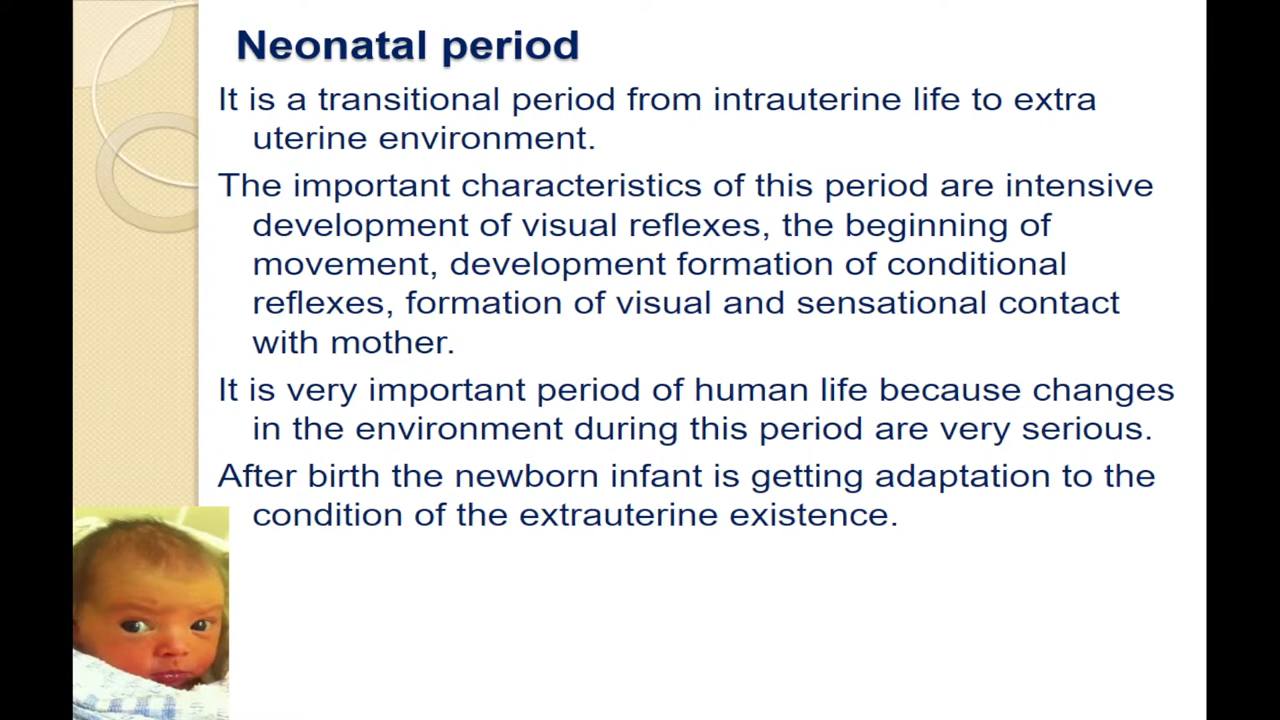 Neonatal period
It is a transitional period from intrauterine life to extra
uterine environment.
The important characteristics of this period are intensive
development of visual reflexes, the beginning of
movement, development formation of conditional
reflexes, formation of visual and sensational contact
with mother.
It is very important period of human life because changes
in the environment during this period are very serious.
After birth the newborn infant is getting adaptation to the
condition of the extrauterine existence.